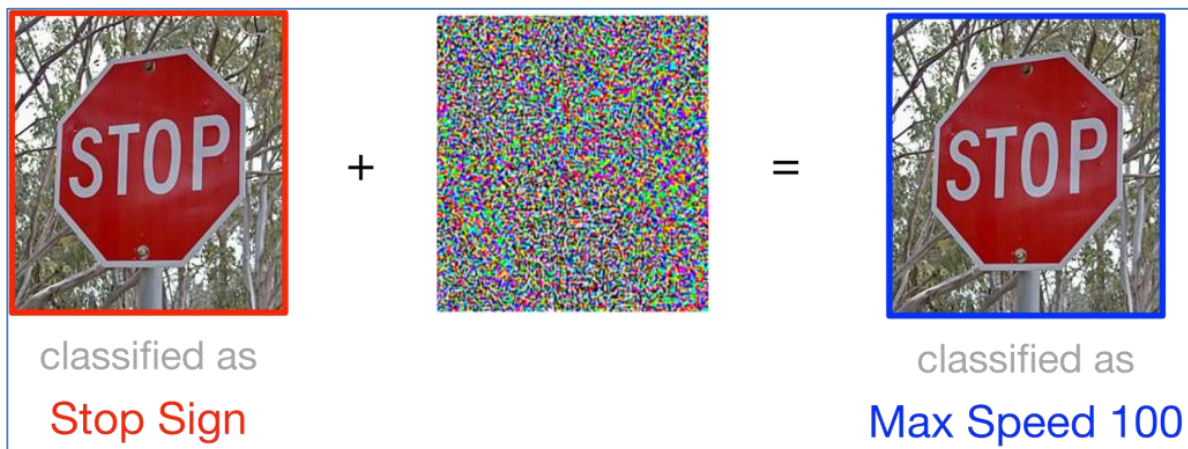 STOP
+
=
STOP
classified as
classified as
Stop Sign
Max Speed 100